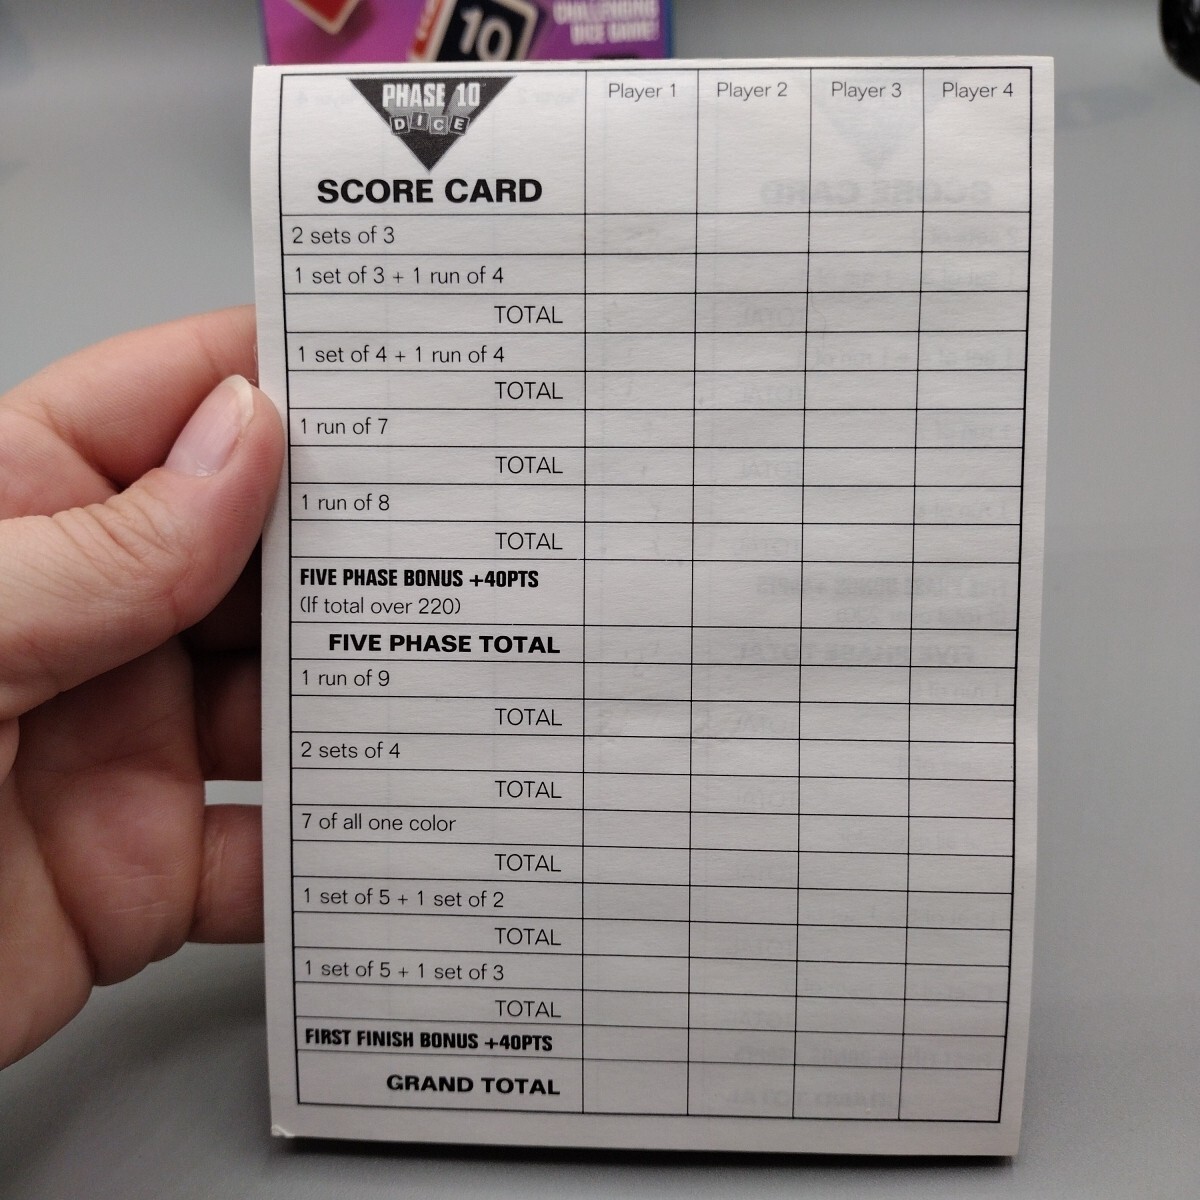 10
CHALLENGING
DICE GAME!
PHASE 10
DICE
SCORE CARD
Player 1
Player 2
Player 3
Player 4
2 sets of 3
1 set of 3 + 1 run of 4
TOTAL
1 set of 4 + 1 run of 4
TOTAL
1 run of 7
TOTAL
1 run of 8
TOTAL
FIVE PHASE BONUS +40PTS
(If total over 220)
FIVE PHASE TOTAL
1 run of 9
TOTAL
2 sets of 4
TOTAL
7 of all one color
TOTAL
1 set of 5 + 1 set of 2
TOTAL
1 set of 5 + 1 set of 3
TOTAL
FIRST FINISH BONUS +40PTS
GRAND TOTAL